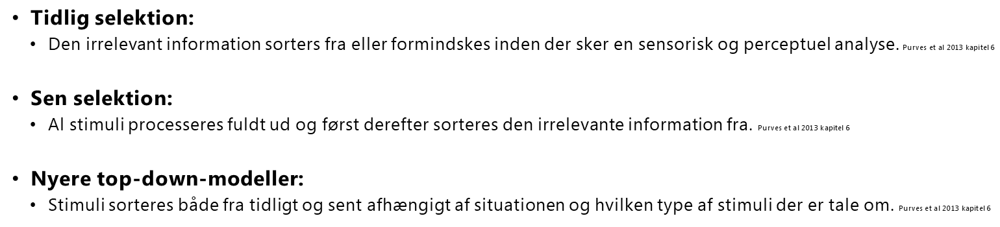 • Tidlig selektion:
• Den irrelevant information sorters fra eller formindskes inden der sker en sensorisk og perceptuel analyse. Purves et al 2013 kapitel 6
• Sen selektion:
• Al stimuli processeres fuldt ud og først derefter sorteres den irrelevante information fra. Purves et al 2013 kapitel 6
• Nyere top-down-modeller:
• Stimuli sorteres både fra tidligt og sent afhængigt af situationen og hvilken type af stimuli der er tale om. Purves et al 2013 kapitel 6